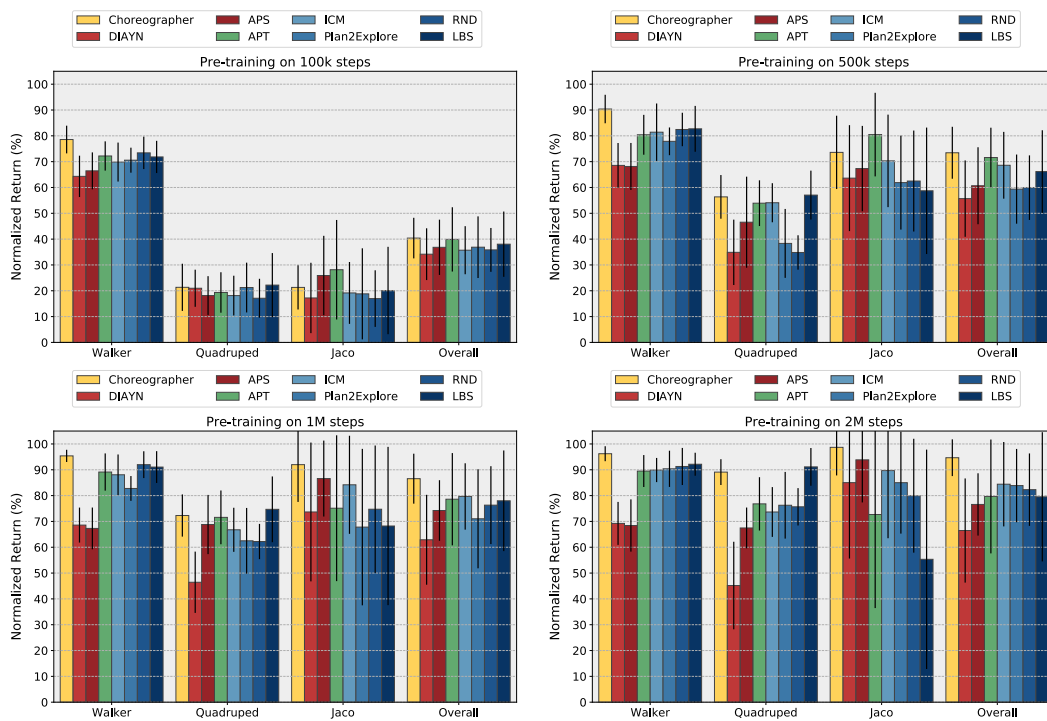 Choreographer APS ICM RND
DIAYN APT Plan2Explore LBS
Pre-training on 100k steps
Normalized Return (%)
100
90
80
70
60
50
40
30
20
10
0
Walker Quadruped Jaco Overall
Choreographer APS ICM RND
DIAYN APT Plan2Explore LBS
Pre-training on 500k steps
Normalized Return (%)
100
90
80
70
60
50
40
30
20
10
0
Walker Quadruped Jaco Overall
Choreographer APS ICM RND
DIAYN APT Plan2Explore LBS
Pre-training on 1M steps
Normalized Return (%)
100
90
80
70
60
50
40
30
20
10
0
Walker Quadruped Jaco Overall
Choreographer APS ICM RND
DIAYN APT Plan2Explore LBS
Pre-training on 2M steps
Normalized Return (%)
100
90
80
70
60
50
40
30
20
10
0
Walker Quadruped Jaco Overall